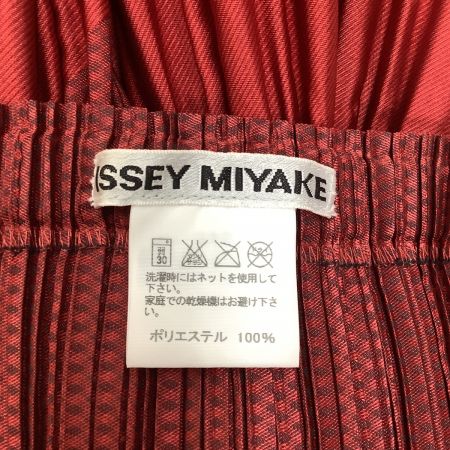 ISSEY MIYAKE
30
洗濯時にはネットを使用して
下さい。
家庭での乾燥機はお避け下さ
い。
ポリエステル 100%